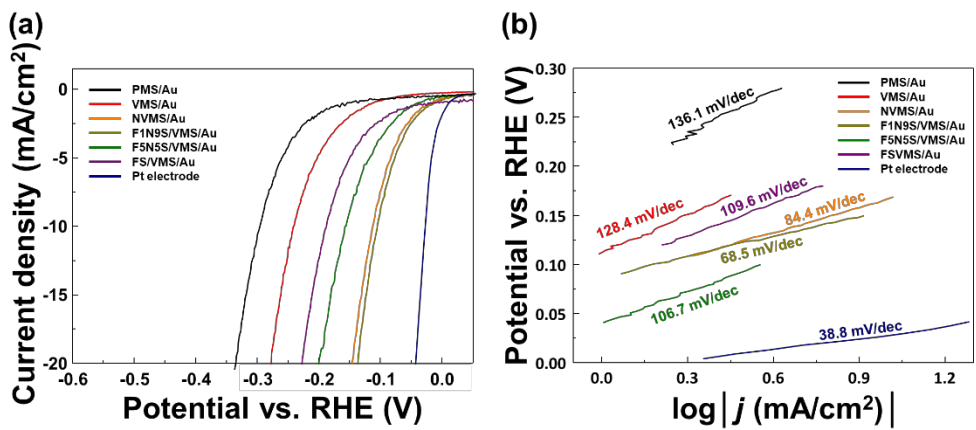 (a)
Current density (mA/cm²)
0
-5
-10
-15
-20
PMS/Au
VMS/Au
NVMS/Au
F1N9S/VMS/Au
F5N5S/VMS/Au
FS/VMS/Au
Pt electrode
-0.6
-0.5
-0.4
-0.3
-0.2
-0.1
0.0
Potential vs. RHE (V)
(b)
Potential vs. RHE (V)
0.30
0.25
0.20
0.15
0.10
0.05
0.00
136.1 mV/dec
128.4 mV/dec
109.6 mV/dec
84.4 mV/dec
68.5 mV/dec
106.7 mV/dec
38.8 mV/dec
PMS/Au
VMS/Au
NVMS/Au
F1N9S/VMS/Au
F5N5S/VMS/Au
FSVMS/Au
Pt electrode
0.0
0.3
0.6
0.9
1.2
log|j (mA/cm²)|